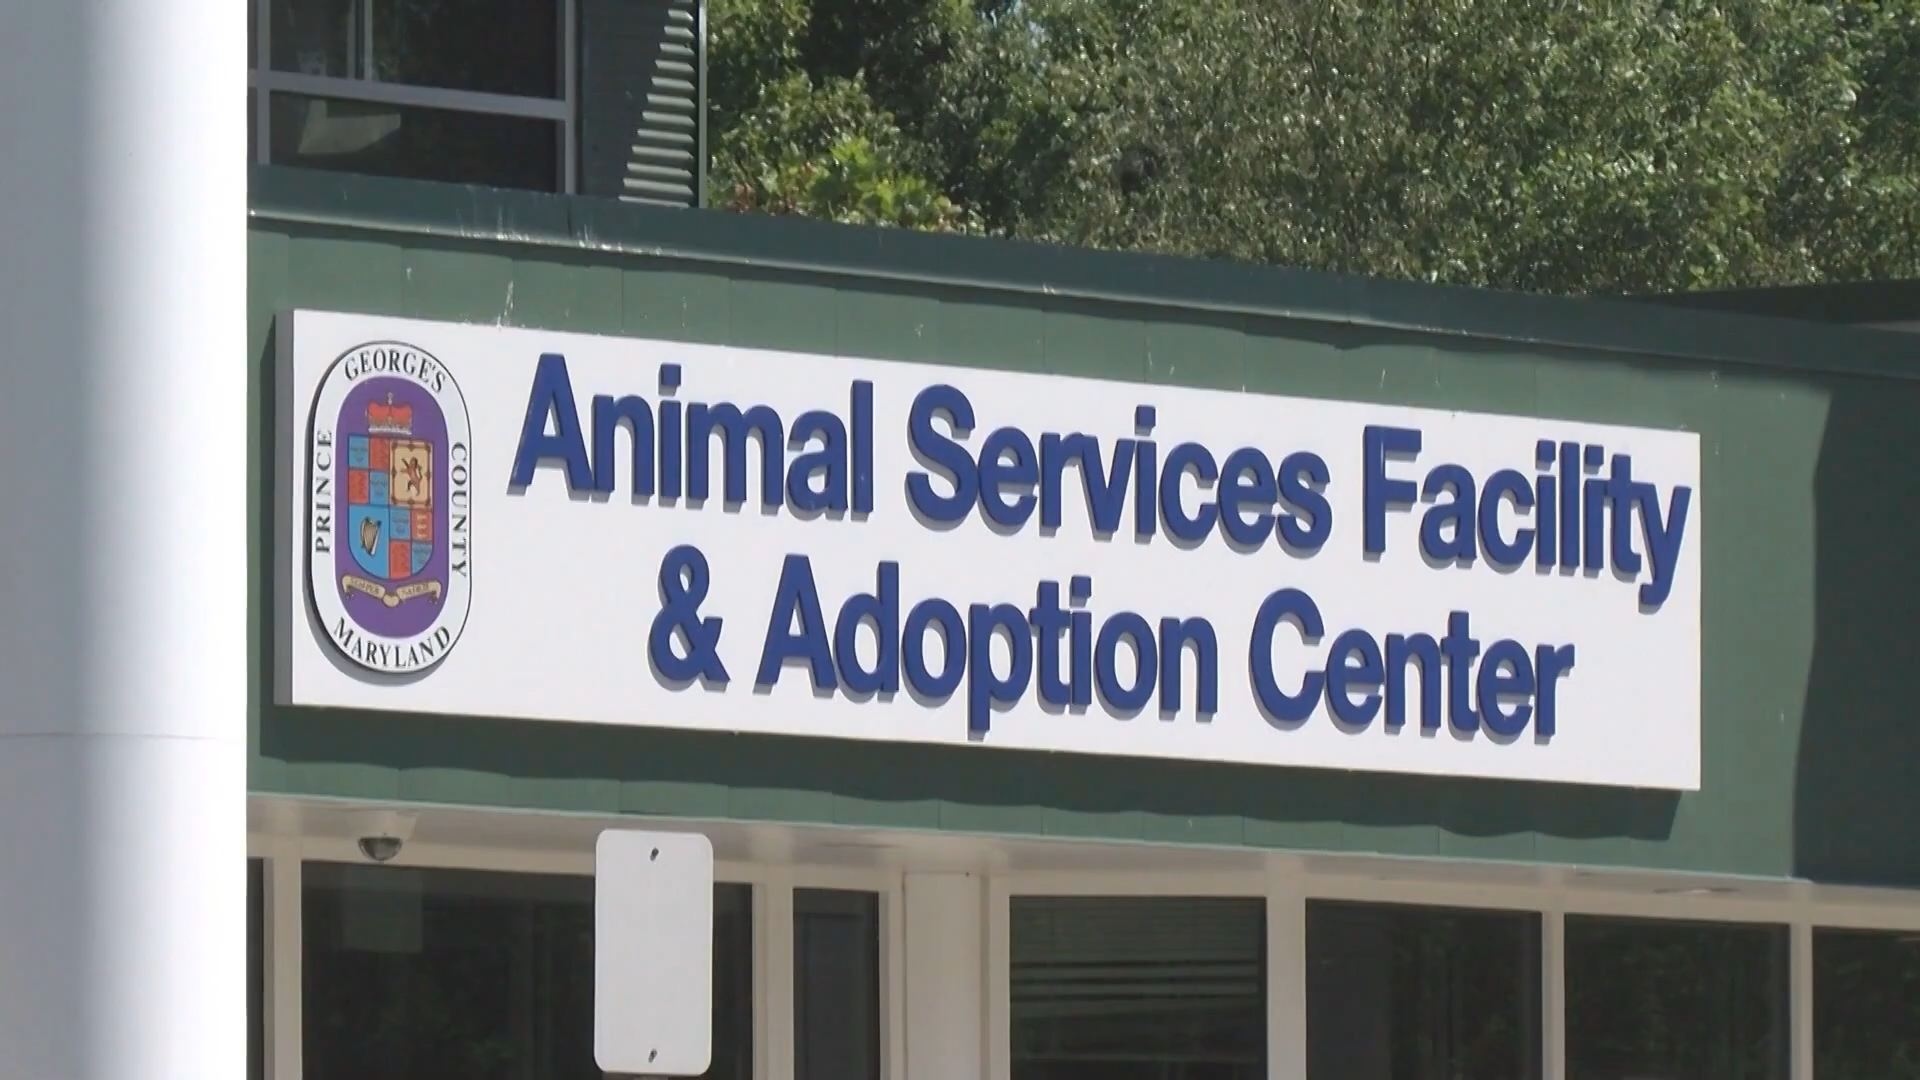 PRINCE GEORGE'S COUNTY
MARYLAND
Animal Services Facility
& Adoption Center